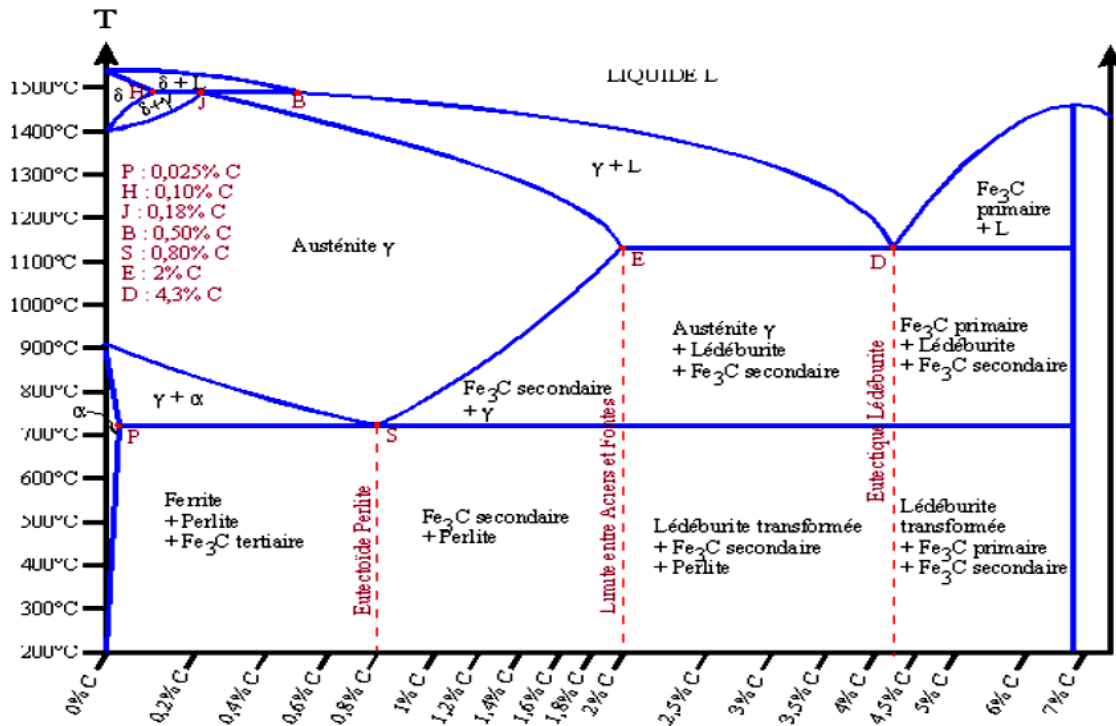 T
1500°C
1400°C
1300°C
1200°C
1100°C
1000°C
900°C
800°C
700°C
600°C
500°C
400°C
300°C
200°C
LIQUIDE L
δ + L
δ
H
δ+γ
J
B
γ + L
P : 0,025% C
H : 0,10% C
J : 0,18% C
B : 0,50% C
S : 0,80% C
E : 2% C
D : 4,3% C
Austénite γ
Fe3C
primaire
+ L
E
D
Austénite γ
+ Lédéburite
+ Fe3C secondaire
Fe3C primaire
+ Lédéburite
+ Fe3C secondaire
γ + α
Fe3C secondaire
+ γ
α
P
S
Ferrite
+ Perlite
+ Fe3C tertiaire
Eutectoïde Perlite
Fe3C secondaire
+ Perlite
Limite entre Aciers et Fontes
Lédéburite transformée
+ Fe3C secondaire
+ Perlite
Eutectique Lédéburite
Lédéburite
transformée
+ Fe3C primaire
+ Fe3C secondaire
0% C
0,2% C
0,4% C
0,6% C
0,8% C
1% C
1,2% C
1,4% C
1,6% C
1,8% C
2% C
2,5% C
3% C
3,5% C
4% C
4,5% C
5% C
6% C
7% C